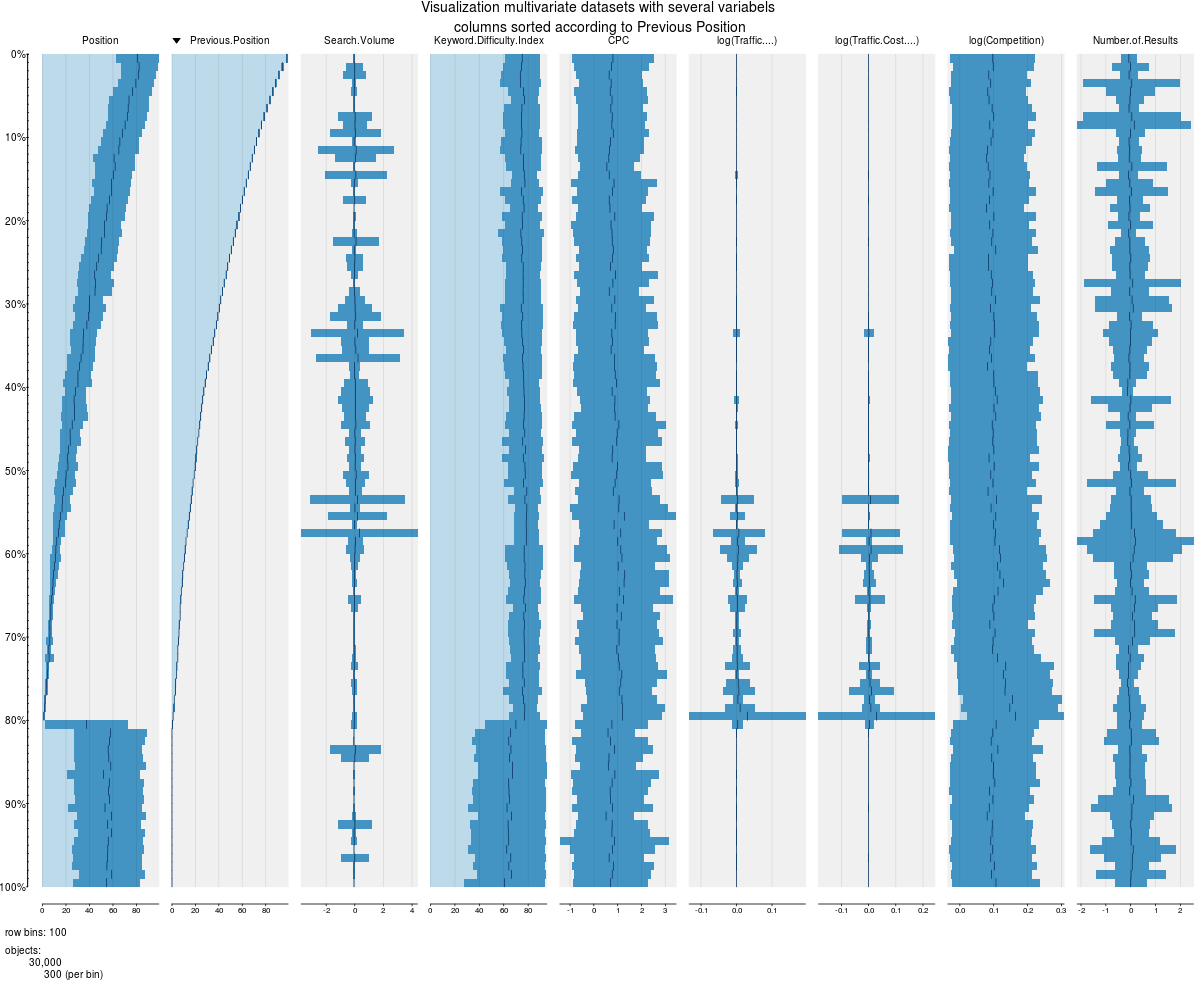 Visualization multivariate datasets with several variabels
columns sorted according to Previous Position
Position Previous.Position Search.Volume Keyword.Difficulty.Index CPC log(Traffic....) log(Traffic.Cost....) log(Competition) Number.of.Results
0%
10%
20%
30%
40%
50%
60%
70%
80%
90%
100%
0 20 40 60 80 0 20 40 60 80 -2 0 2 4 0 20 40 60 80 -1 0 1 2 3 -0.1 0.0 0.1 -0.1 0.0 0.1 0.2 0.0 0.1 0.2 0.3 -2 -1 0 1 2
row bins: 100
objects:
30,000
300 (per bin)